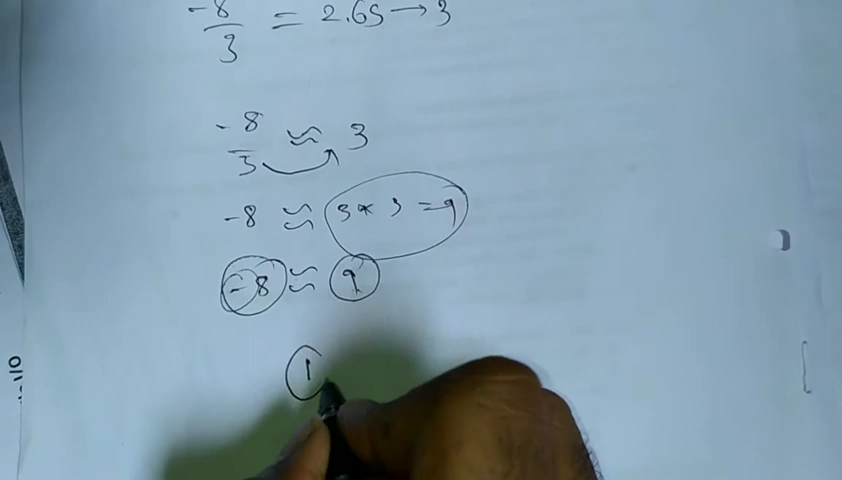 -8/3 = 2.65 → 3
-8/3 ≈ 3
-8 ≈ 3 * 3 = 9
-8 ≈ 9
1